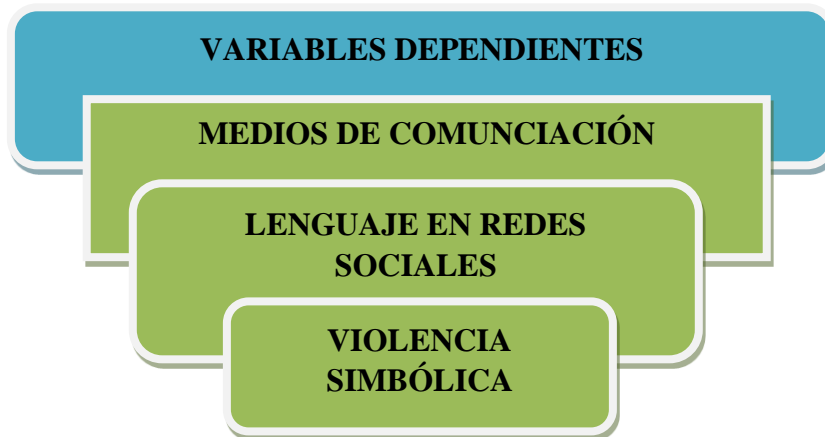 VARIABLES DEPENDIENTES
MEDIOS DE COMUNCIACIÓN
LENGUAJE EN REDES
SOCIALES
VIOLENCIA
SIMBÓLICA